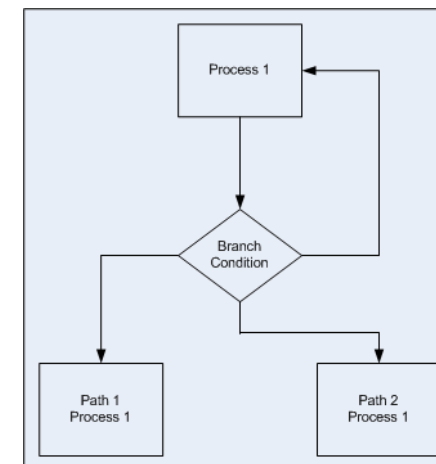 Process 1
Branch
Condition
Path 1
Process 1
Path 2
Process 1